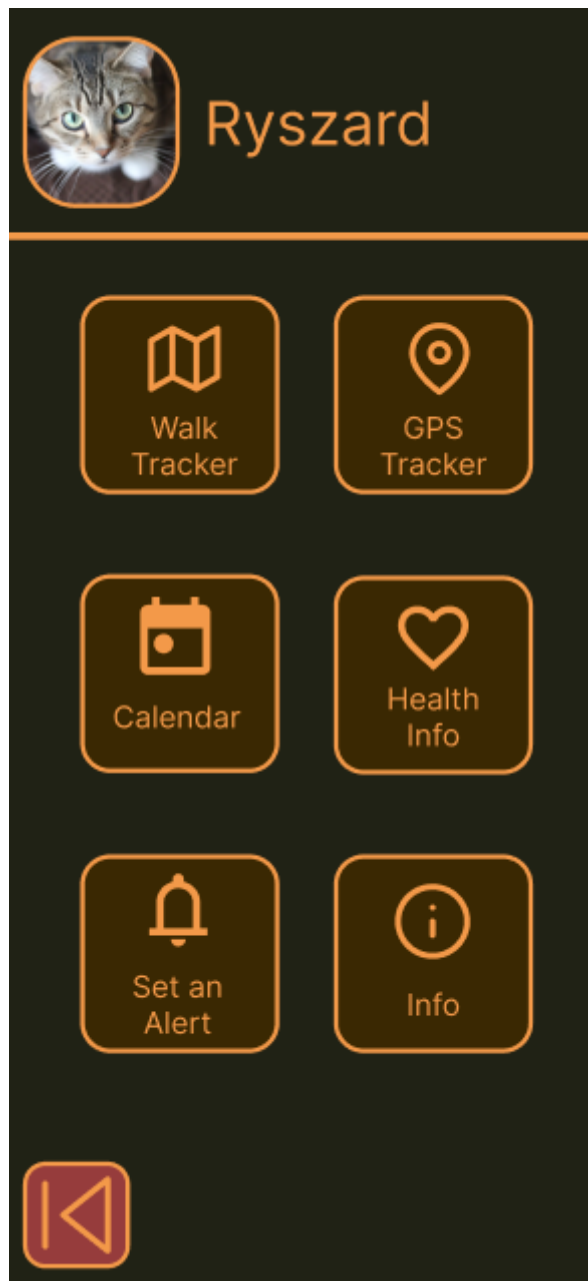 Ryszard
Walk
Tracker
GPS
Tracker
Calendar
Health
Info
Set an
Alert
Info